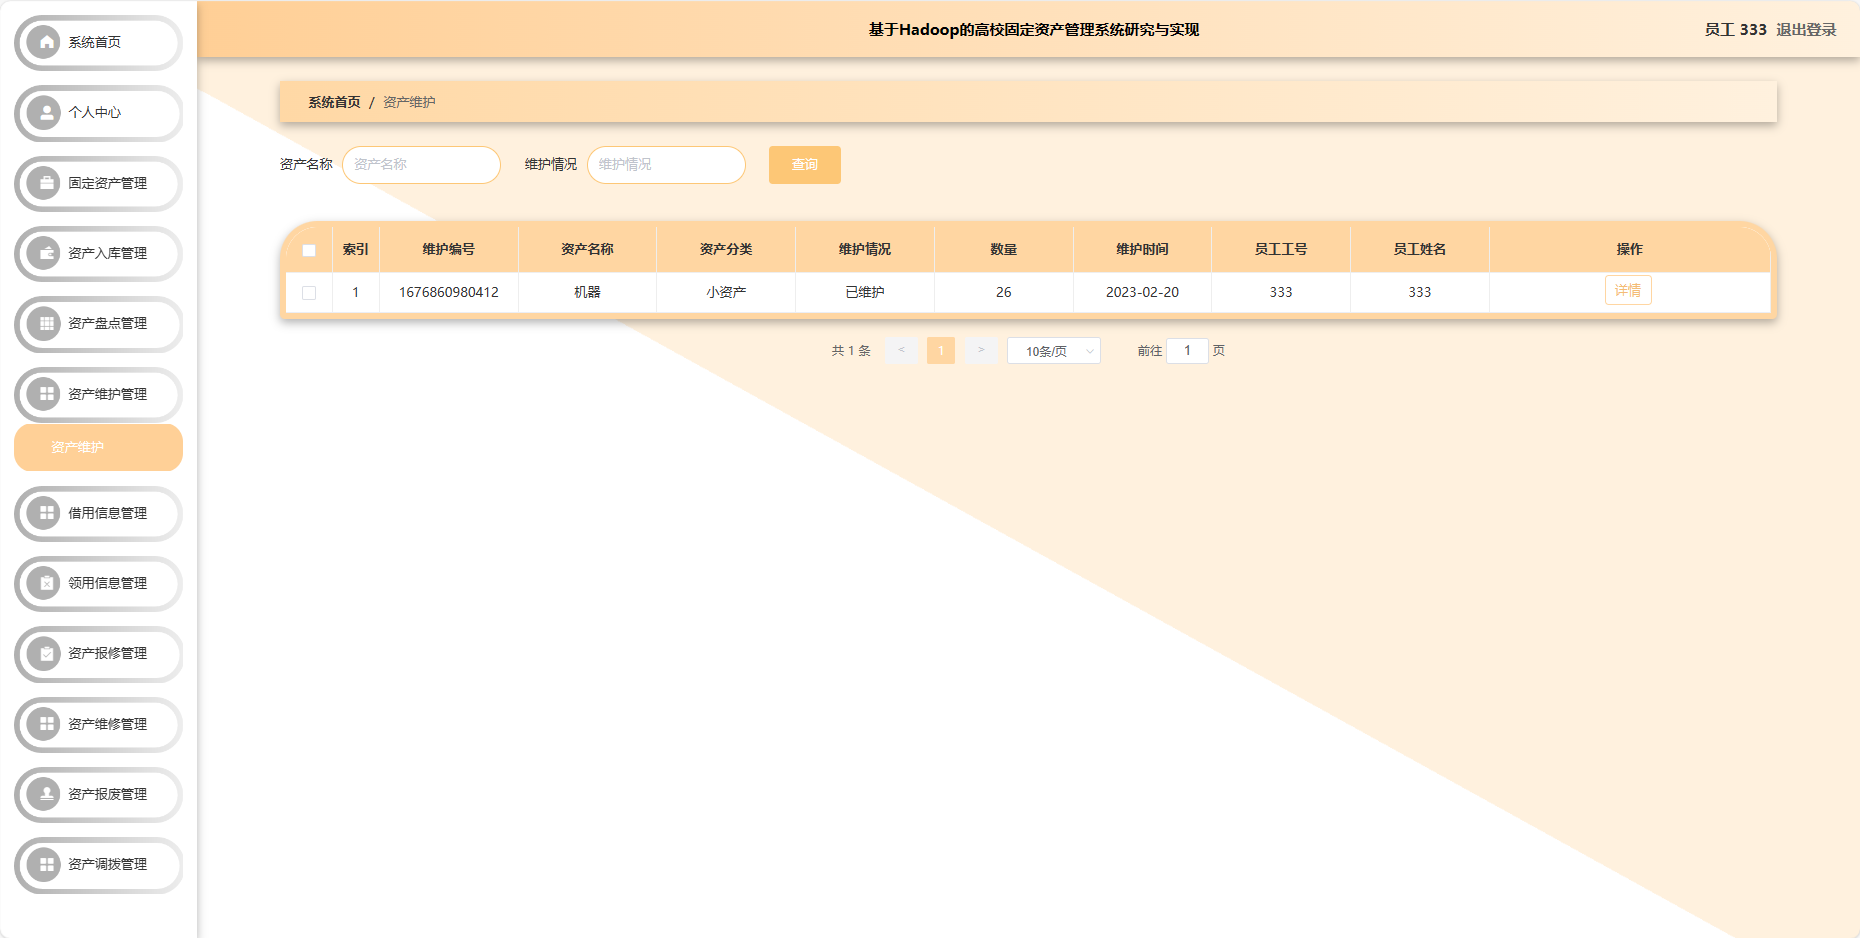 基于Hadoop的高校固定资产管理系统研究与实现
员工 333 退出登录
系统首页
个人中心
固定资产管理
资产入库管理
资产盘点管理
资产维护管理
资产维护
借用信息管理
领用信息管理
资产报修管理
资产维修管理
资产报废管理
资产调拨管理
系统首页 / 资产维护
资产名称 资产名称 维护情况 维护情况 查询
索引 维护编号 资产名称 资产分类 维护情况 数量 维护时间 员工工号 员工姓名 操作
1 1676860980412 机器 小资产 已维护 26 2023-02-20 333 333 详情
共 1 条 < 1 > 10条/页 前往 1 页